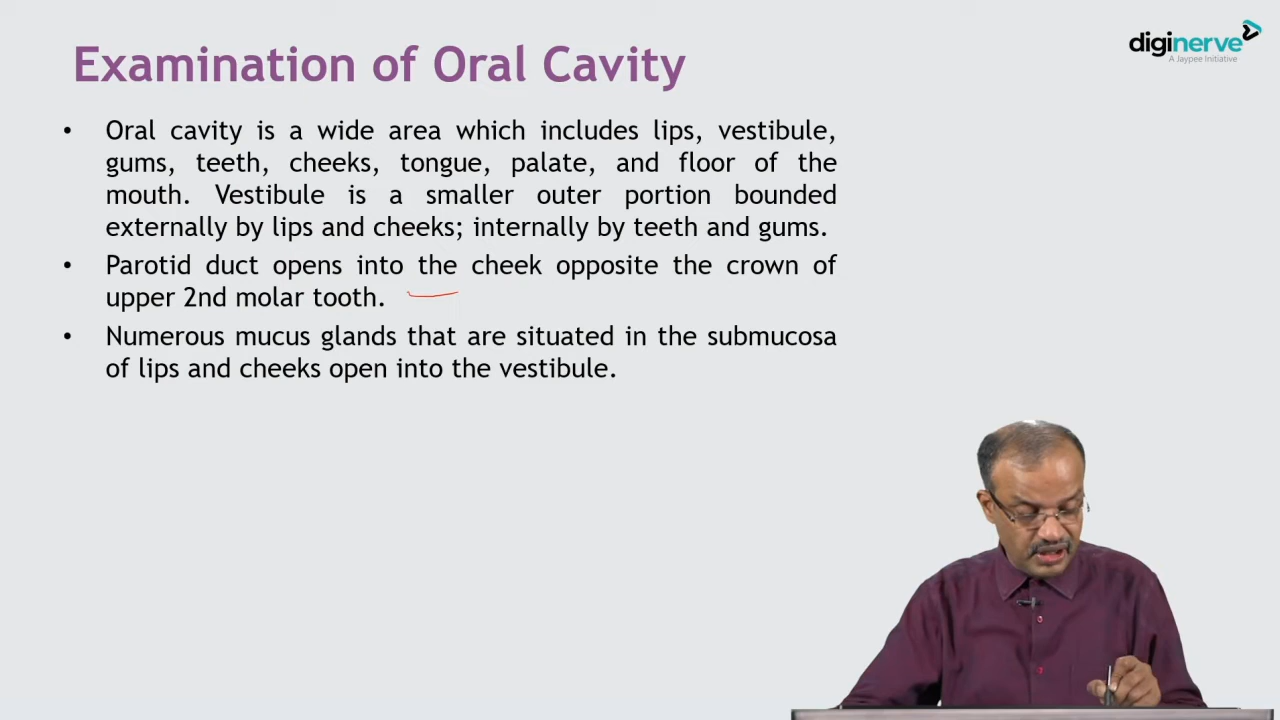 Examination of Oral Cavity
diginerve
A Jaypee Initiative
• Oral cavity is a wide area which includes lips, vestibule,
gums, teeth, cheeks, tongue, palate, and floor of the
mouth. Vestibule is a smaller outer portion bounded
externally by lips and cheeks; internally by teeth and gums.
• Parotid duct opens into the cheek opposite the crown of
upper 2nd molar tooth.
• Numerous mucus glands that are situated in the submucosa
of lips and cheeks open into the vestibule.